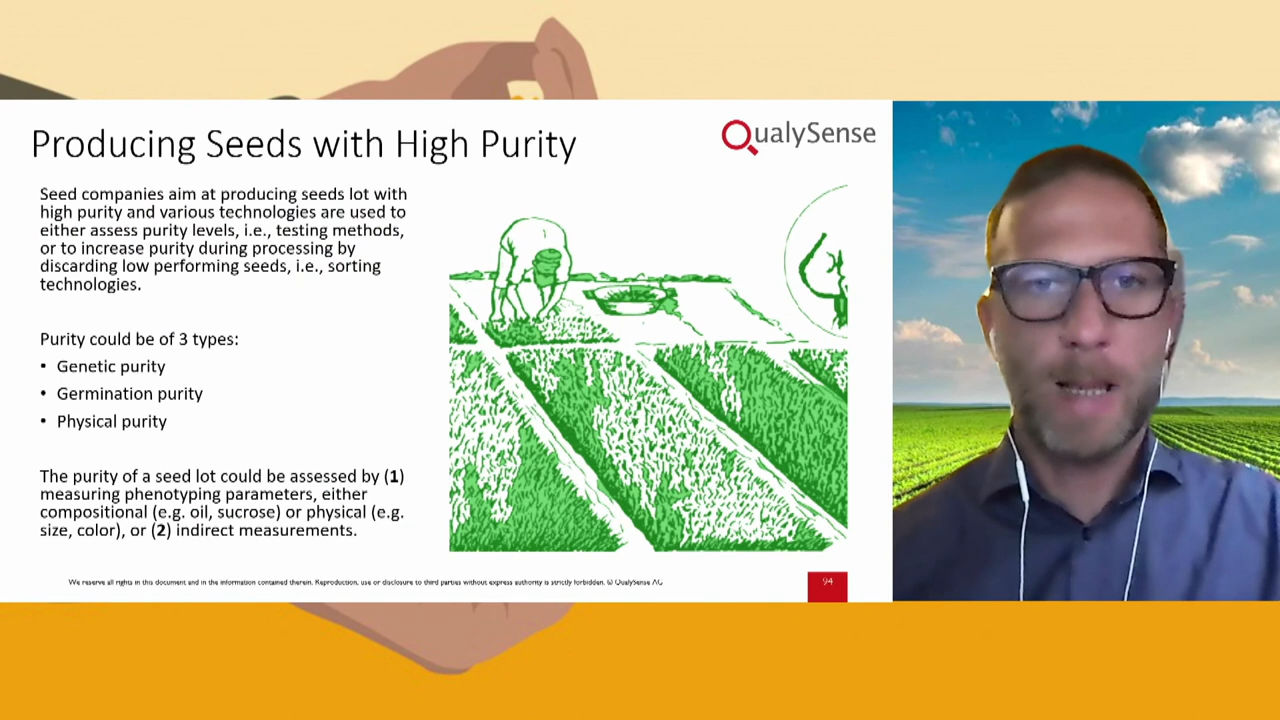 Producing Seeds with High Purity
QualySense
Seed companies aim at producing seeds lot with
high purity and various technologies are used to
either assess purity levels, i.e., testing methods,
or to increase purity during processing by
discarding low performing seeds, i.e., sorting
technologies.
Purity could be of 3 types:
• Genetic purity
• Germination purity
• Physical purity
The purity of a seed lot could be assessed by (1)
measuring phenotyping parameters, either
compositional (e.g. oil, sucrose) or physical (e.g.
size, color), or (2) indirect measurements.
We reserve all rights in this document and in the information contained therein. Reproduction, use or disclosure to third parties without express authority is strictly forbidden. © QualySense AG
94